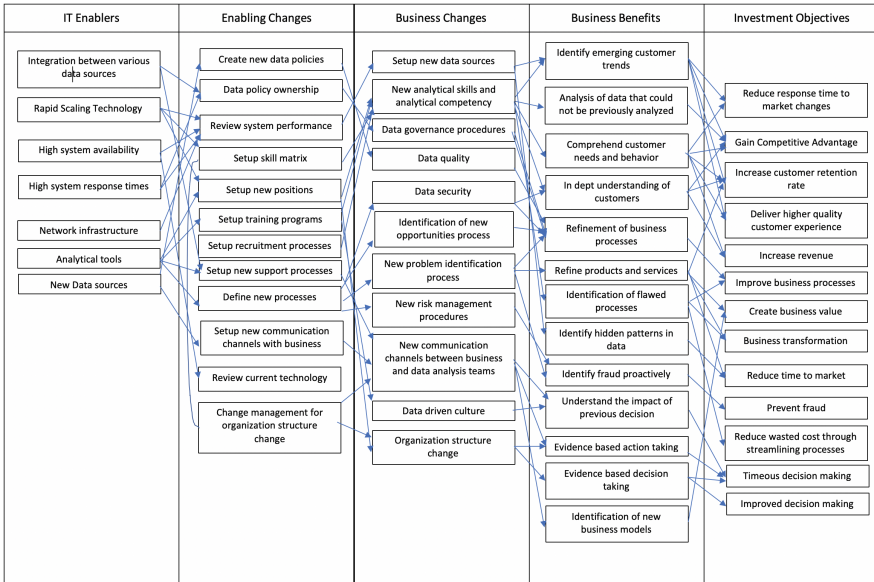 IT Enablers
Enabling Changes
Business Changes
Business Benefits
Investment Objectives
Integration between various
data sources
Rapid Scaling Technology
High system availability
High system response times
Network infrastructure
Analytical tools
New Data sources
Create new data policies
Data policy ownership
Review system performance
Setup skill matrix
Setup new positions
Setup training programs
Setup recruitment processes
Setup new support processes
Define new processes
Setup new communication
channels with business
Review current technology
Change management for
organization structure
change
Setup new data sources
New analytical skills and
analytical competency
Data governance procedures
Data quality
Data security
Identification of new
opportunities process
New problem identification
process
New risk management
procedures
New communication
channels between business
and data analysis teams
Data driven culture
Organization structure
change
Identify emerging customer
trends
Analysis of data that could
not be previously analyzed
Comprehend customer
needs and behavior
In dept understanding of
customers
Refinement of business
processes
Refine products and services
Identification of flawed
processes
Identify hidden patterns in
data
Identify fraud proactively
Understand the impact of
previous decision
Evidence based action taking
Evidence based decision
taking
Identification of new
business models
Reduce response time to
market changes
Gain Competitive Advantage
Increase customer retention
rate
Deliver higher quality
customer experience
Increase revenue
Improve business processes
Create business value
Business transformation
Reduce time to market
Prevent fraud
Reduce wasted cost through
streamlining processes
Timeous decision making
Improved decision making